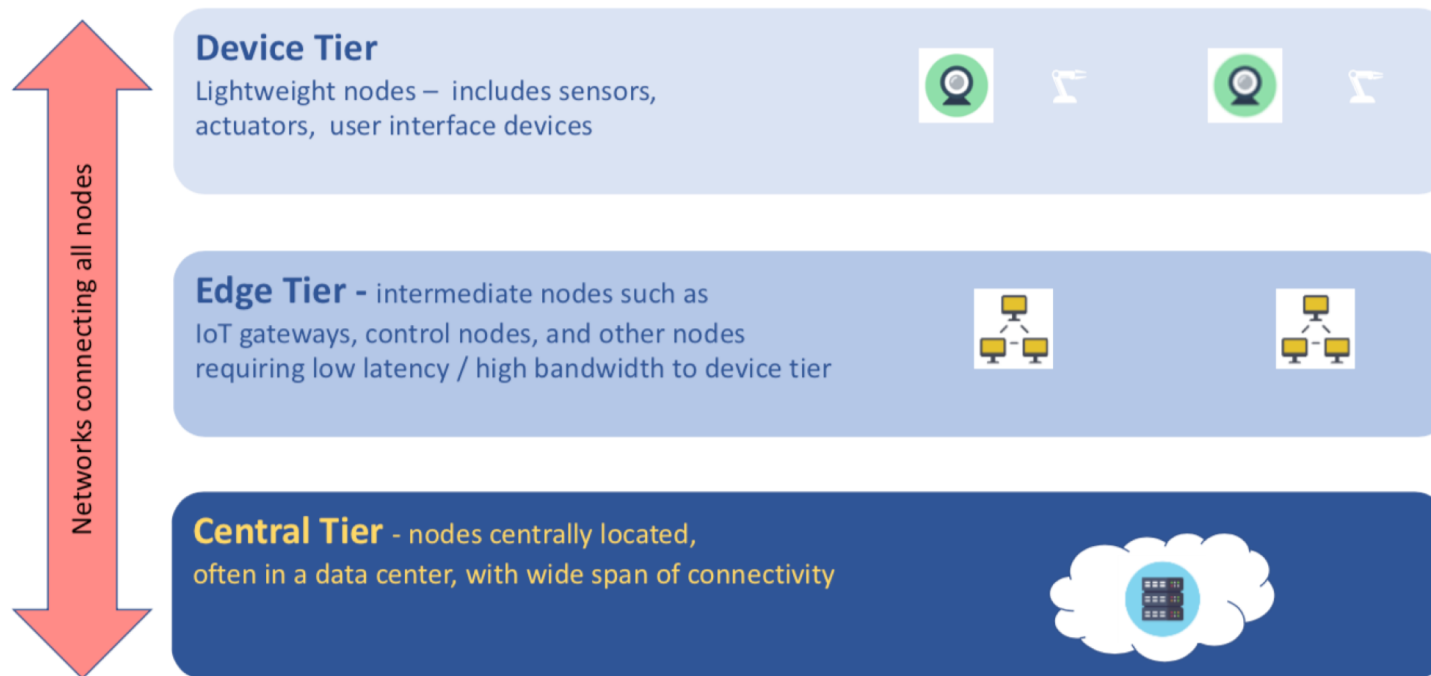 Networks connecting all nodes
Device Tier
Lightweight nodes – includes sensors,
actuators, user interface devices
Edge Tier - intermediate nodes such as
IoT gateways, control nodes, and other nodes
requiring low latency / high bandwidth to device tier
Central Tier - nodes centrally located,
often in a data center, with wide span of connectivity